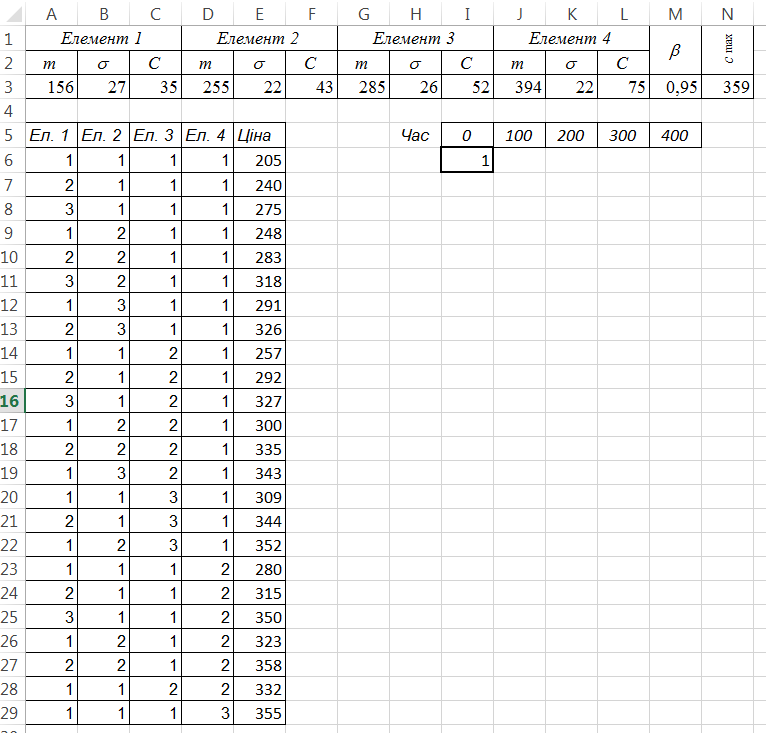 A B C D E F G H I J K L M N
1 Елемент 1 Елемент 2 Елемент 3 Елемент 4 β c max
2 m σ C m σ C m σ C m σ C
3 156 27 35 255 22 43 285 26 52 394 22 75 0,95 359
4
5 Ел. 1 Ел. 2 Ел. 3 Ел. 4 Ціна Час 0 100 200 300 400
6 1 1 1 1 205 1
7 2 1 1 1 240
8 3 1 1 1 275
9 1 2 1 1 248
10 2 2 1 1 283
11 3 2 1 1 318
12 1 3 1 1 291
13 2 3 1 1 326
14 1 1 2 1 257
15 2 1 2 1 292
16 3 1 2 1 327
17 1 2 2 1 300
18 2 2 2 1 335
19 1 3 2 1 343
20 1 1 3 1 309
21 2 1 3 1 344
22 1 2 3 1 352
23 1 1 1 2 280
24 2 1 1 2 315
25 3 1 1 2 350
26 1 2 1 2 323
27 2 2 1 2 358
28 1 1 2 2 332
29 1 1 1 3 355